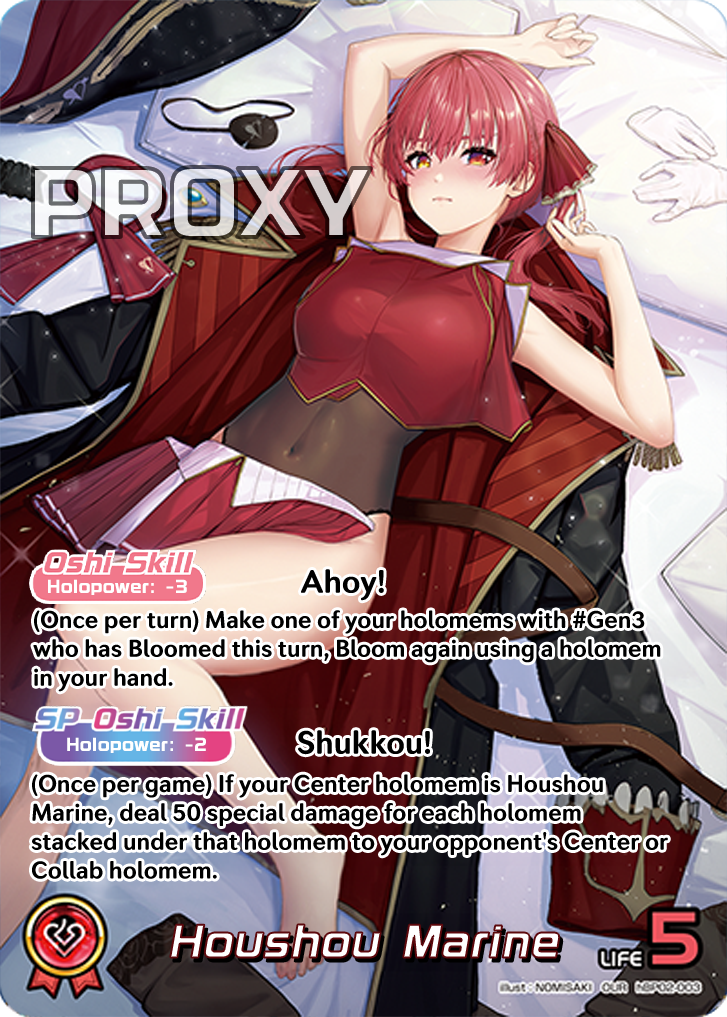 PROXY
Oshi Skill
Holopower: -3
Ahoy!
(Once per turn) Make one of your holomems with #Gen3
who has Bloomed this turn, Bloom again using a holomem
in your hand.
SP Oshi Skill
Holopower: -2
Shukkou!
(Once per game) If your Center holomem is Houshou
Marine, deal 50 special damage for each holomem
stacked under that holomem to your opponent's Center or
Collab holomem.
Houshou Marine
LIFE 5
illust : NOMISAKI OUR hBP02-003